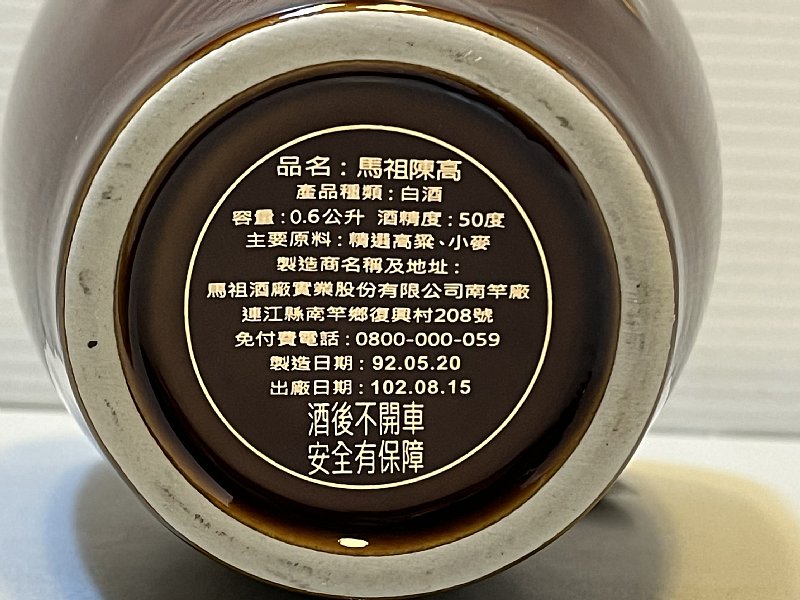 品名：馬祖陳高
產品種類：白酒
容量：0.6公升 酒精度：50度
主要原料：精選高粱、小麥
製造商名稱及地址：
馬祖酒廠實業股份有限公司南竿廠
連江縣南竿鄉復興村208號
免付費電話：0800-000-059
製造日期：92.05.20
出廠日期：102.08.15
酒後不開車
安全有保障